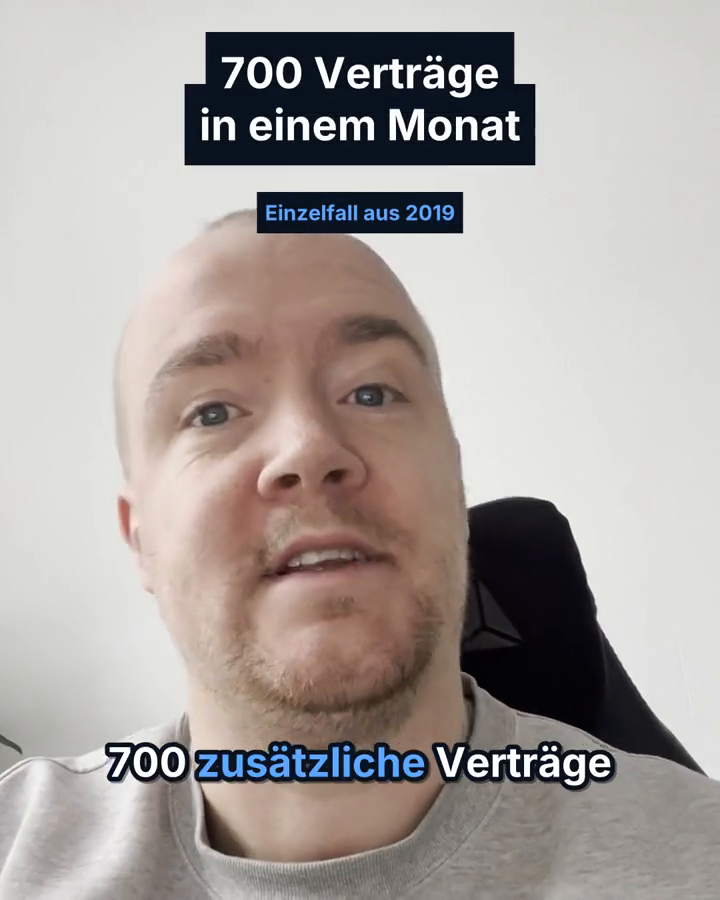 700 Verträge
in einem Monat
Einzelfall aus 2019
700 zusätzliche Verträge